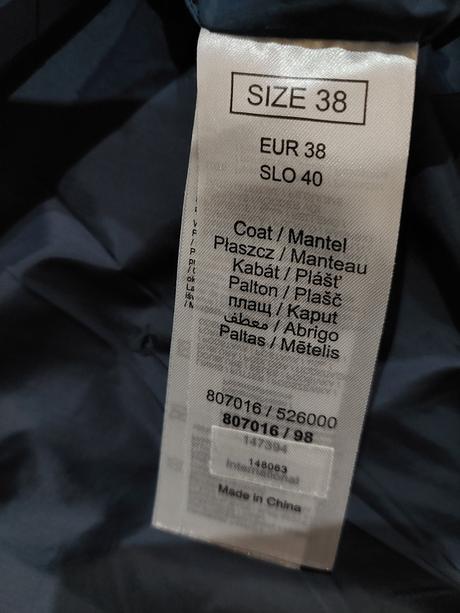 SIZE 38
EUR 38
SLO 40
Coat / Mantel
Płaszcz / Manteau
Kabát / Plášť
Palton / Plašč
плащ / Kaput
معطف / Abrigo
Paltas / Mētelis
807016 / 526000
807016 / 98
147394
148063
International
Made in China